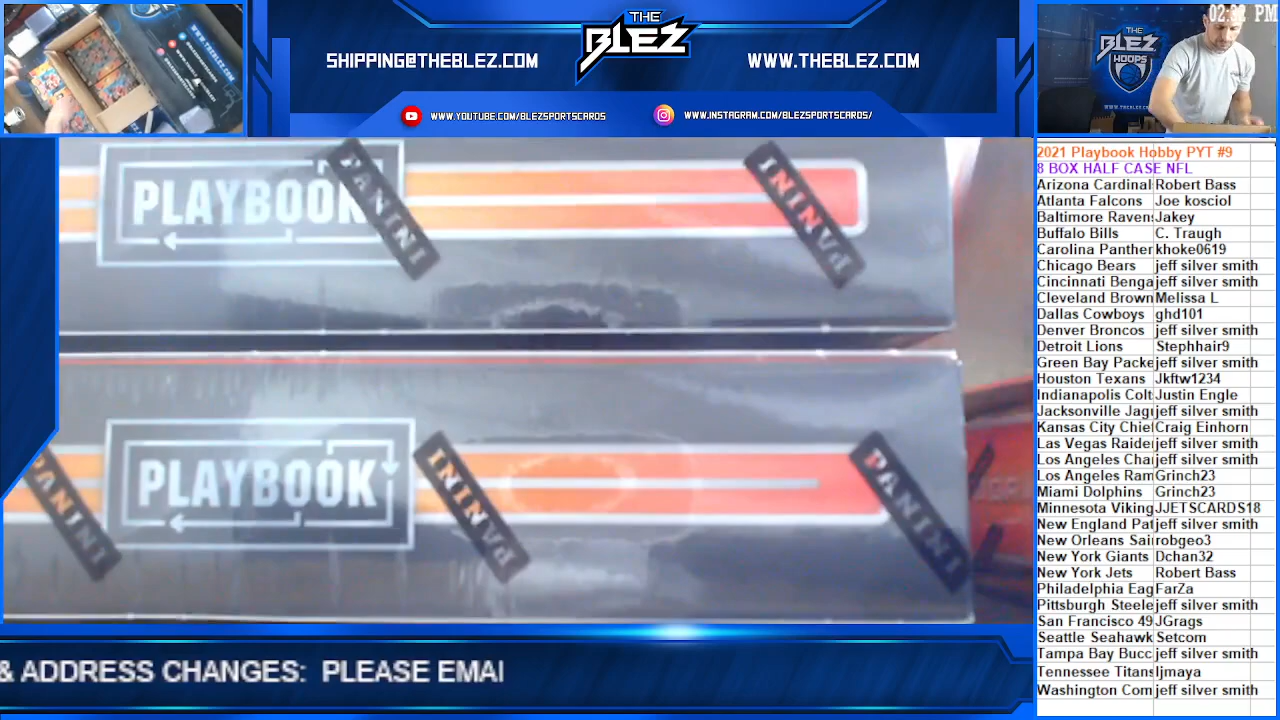 THE
BLEZ
SHIPPING@THEBLEZ.COM
WWW.THEBLEZ.COM
WWW.YOUTUBE.COM/BLEZSPORTSCARDS
WWW.INSTAGRAM.COM/BLEZSPORTSCARDS/
THE
BLEZ
HOOPS
PLAYBOOK
PANINI
PANINI
PLAYBOOK
PANINI
PANINI
PANINI
& ADDRESS CHANGES: PLEASE EMAI
2021 Playbook Hobby PYT #9
8 BOX HALF CASE NFL
Arizona Cardinal Robert Bass
Atlanta Falcons Joe kosciol
Baltimore Ravens Jakey
Buffalo Bills C. Traugh
Carolina Panther khoke0619
Chicago Bears jeff silver smith
Cincinnati Benga jeff silver smith
Cleveland Brown Melissa L
Dallas Cowboys ghd101
Denver Broncos jeff silver smith
Detroit Lions Stephhair9
Green Bay Packe jeff silver smith
Houston Texans Jkftw1234
Indianapolis Colt Justin Engle
Jacksonville Jagu jeff silver smith
Kansas City Chief Craig Einhorn
Las Vegas Raide jeff silver smith
Los Angeles Cha jeff silver smith
Los Angeles Ram Grinch23
Miami Dolphins Grinch23
Minnesota Viking JJETSCARDS18
New England Pat jeff silver smith
New Orleans Sai robgeo3
New York Giants Dchan32
New York Jets Robert Bass
Philadelphia Eag FarZa
Pittsburgh Steele jeff silver smith
San Francisco 49 JGrags
Seattle Seahawk Setcom
Tampa Bay Bucc jeff silver smith
Tennessee Titans ljmaya
Washington Com jeff silver smith